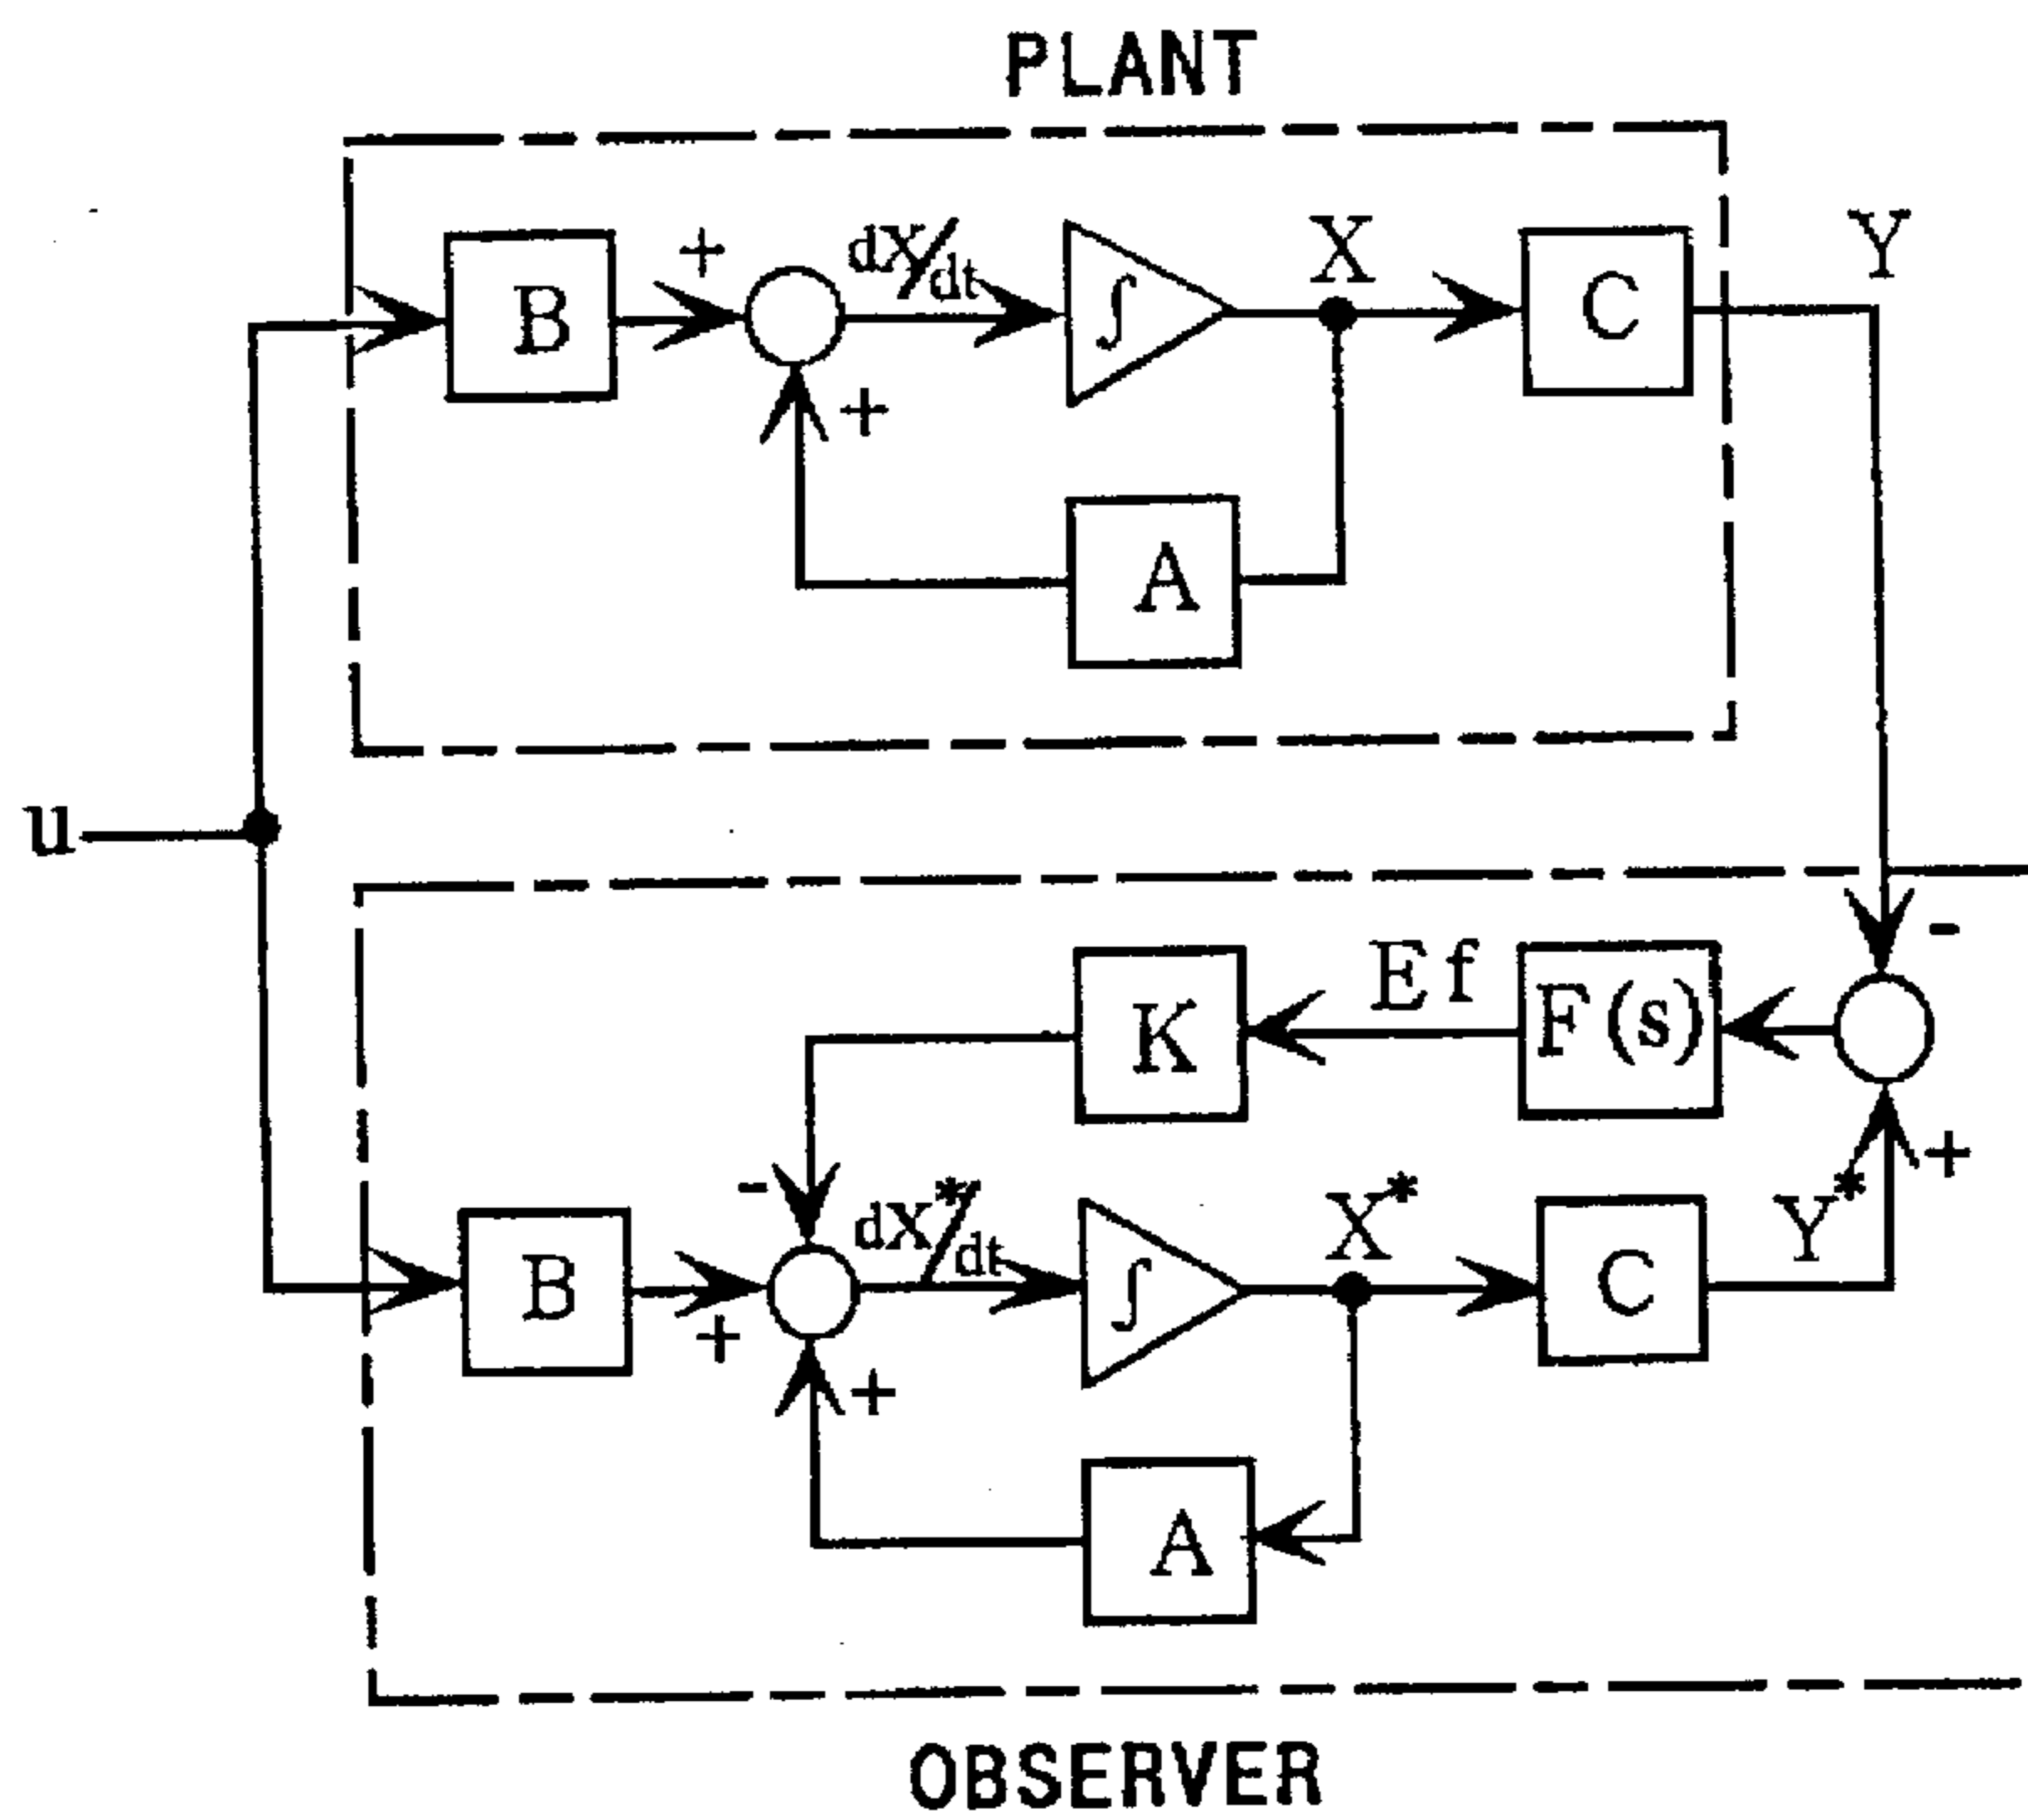 PLANT
B
+
dX/dt
∫
X
C
Y
+
A
u
-
K
Ef
F(s)
-
dX*/dt
X*
Y*
+
B
+
∫
C
+
A
OBSERVER